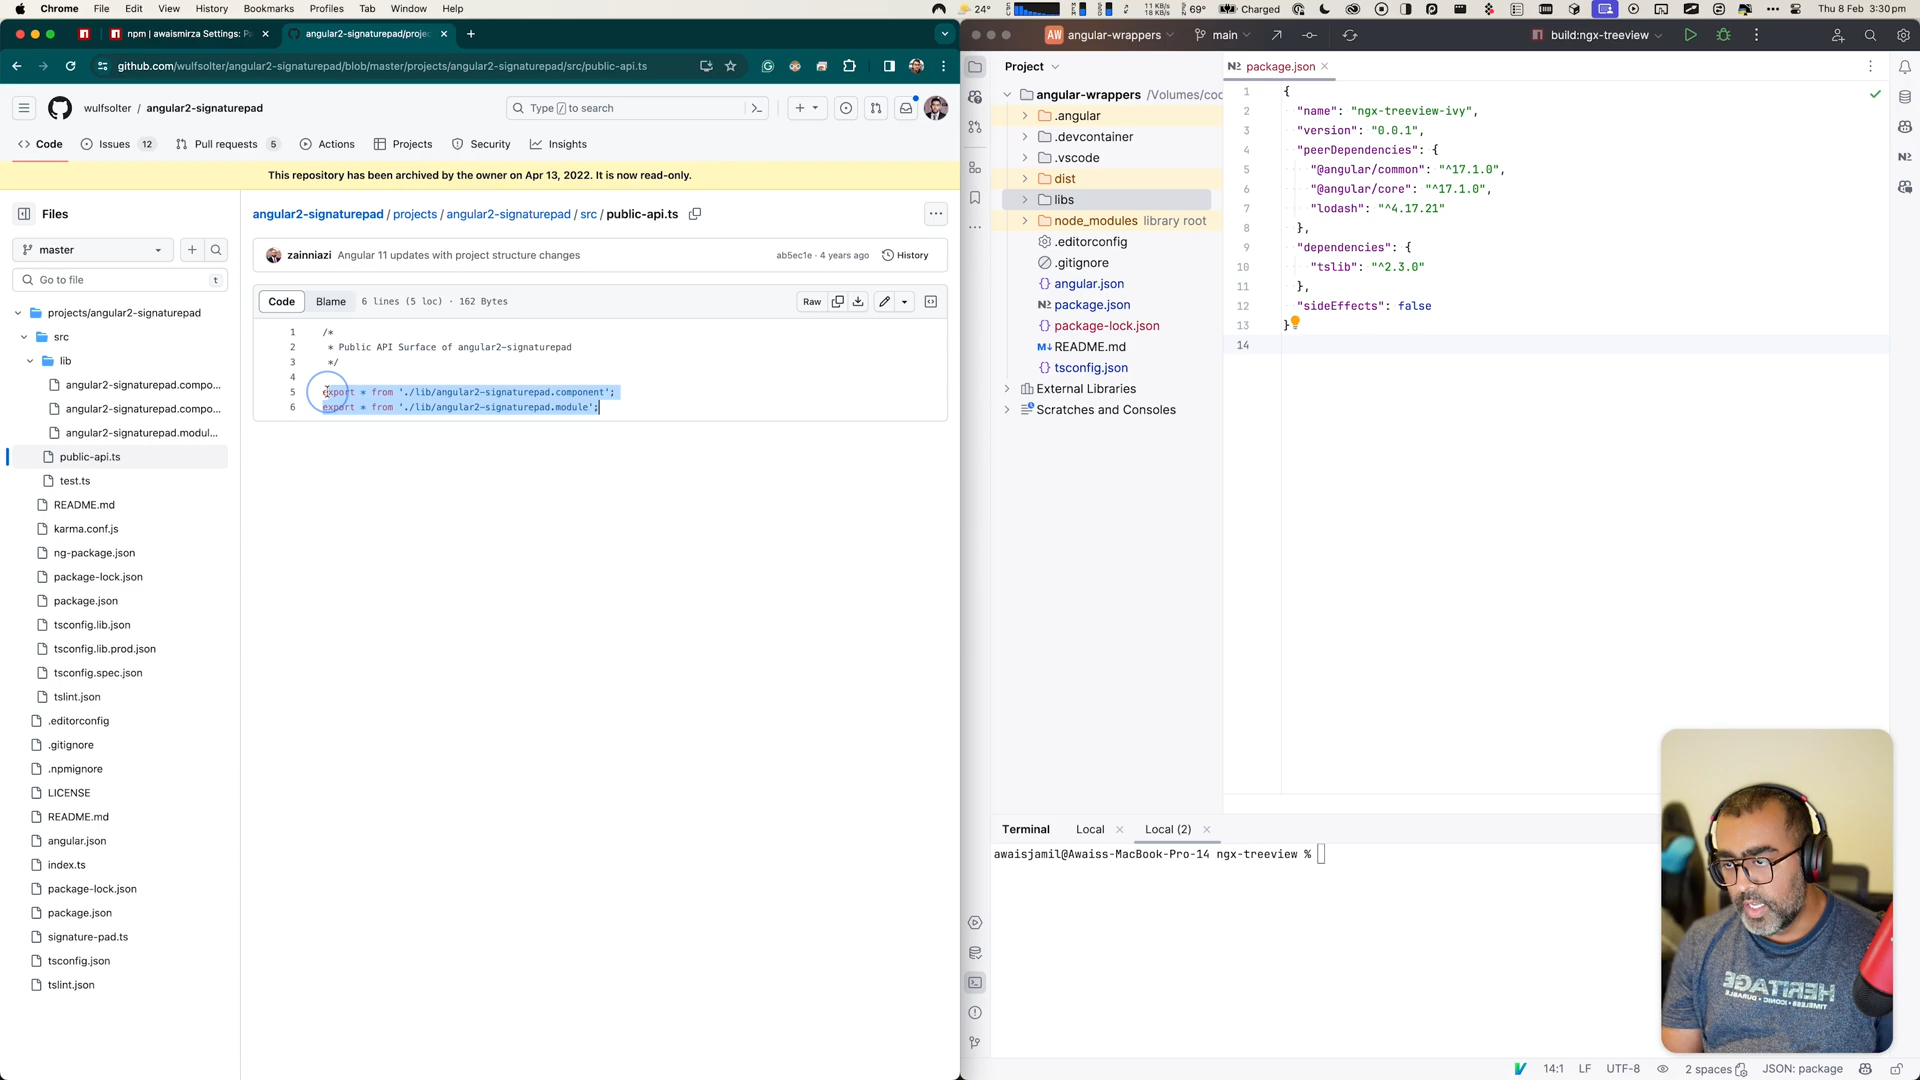 Chrome File Edit View History Bookmarks Profiles Tab Window Help
24° 11 KB/s 18 KB/s 69° Charged Thu 8 Feb 3:30 pm
npm | awaismirza Settings: Pa
angular2-signaturepad/projec
github.com/wulfsolter/angular2-signaturepad/blob/master/projects/angular2-signaturepad/src/public-api.ts
wulfsolter / angular2-signaturepad
Type / to search
Code Issues 12 Pull requests 5 Actions Projects Security Insights
This repository has been archived by the owner on Apr 13, 2022. It is now read-only.
Files
master
Go to file t
projects/angular2-signaturepad
src
lib
angular2-signaturepad.compo...
angular2-signaturepad.compo...
angular2-signaturepad.modul...
public-api.ts
test.ts
README.md
karma.conf.js
ng-package.json
package-lock.json
package.json
tsconfig.lib.json
tsconfig.lib.prod.json
tsconfig.spec.json
tslint.json
.editorconfig
.gitignore
.npmignore
LICENSE
README.md
angular.json
index.ts
package-lock.json
package.json
signature-pad.ts
tsconfig.json
tslint.json
angular2-signaturepad / projects / angular2-signaturepad / src / public-api.ts
zainniazi Angular 11 updates with project structure changes ab5ec1e · 4 years ago History
Code Blame 6 lines (5 loc) · 162 Bytes Raw
1 /*
2 * Public API Surface of angular2-signaturepad
3 */
4
5 export * from './lib/angular2-signaturepad.component';
6 export * from './lib/angular2-signaturepad.module';
AW angular-wrappers main build:ngx-treeview
Project
angular-wrappers /Volumes/coc
.angular
.devcontainer
.vscode
dist
libs
node_modules library root
.editorconfig
.gitignore
angular.json
package.json
package-lock.json
README.md
tsconfig.json
External Libraries
Scratches and Consoles
package.json
1 {
2 "name": "ngx-treeview-ivy",
3 "version": "0.0.1",
4 "peerDependencies": {
5 "@angular/common": "^17.1.0",
6 "@angular/core": "^17.1.0",
7 "lodash": "^4.17.21"
8 },
9 "dependencies": {
10 "tslib": "^2.3.0"
11 },
12 "sideEffects": false
13 }
14
Terminal Local Local (2)
awaisjamil@Awaiss-MacBook-Pro-14 ngx-treeview %
HERITAGE
TIMELESS • ICONIC • DURABLE
14:1 LF UTF-8 2 spaces JSON: package